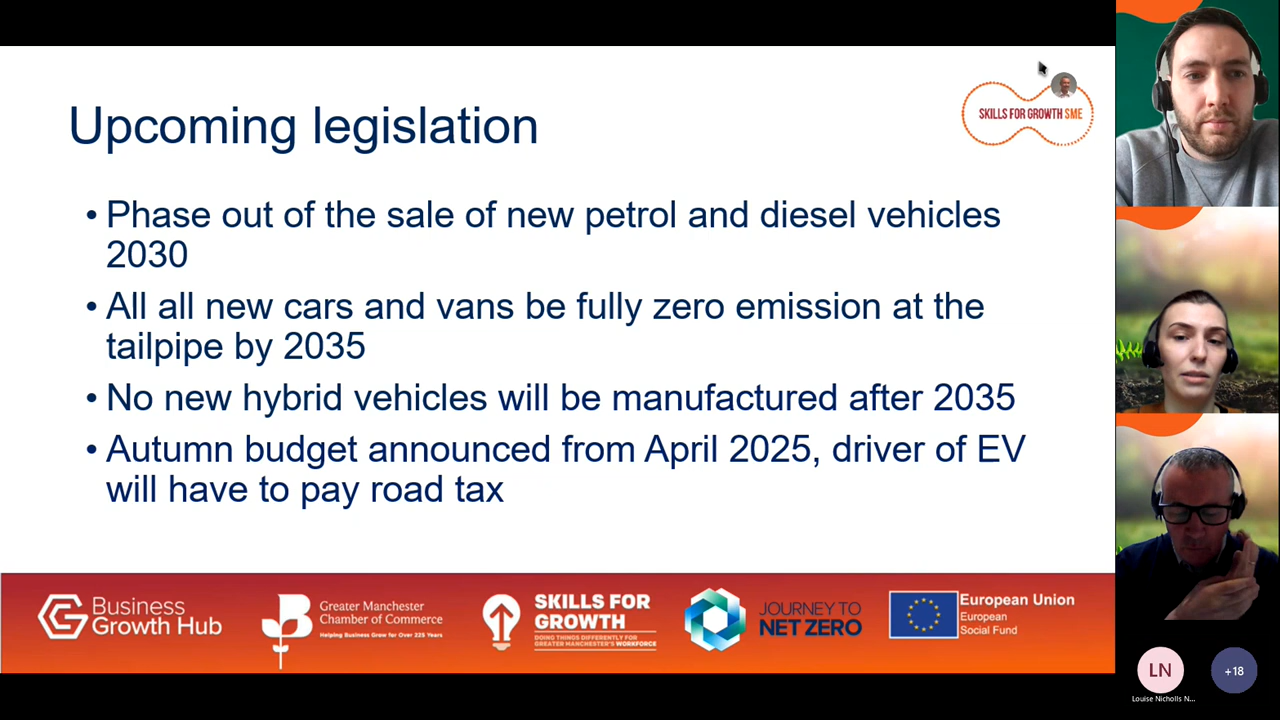 Upcoming legislation
SKILLS FOR GROWTH SME
• Phase out of the sale of new petrol and diesel vehicles
2030
• All all new cars and vans be fully zero emission at the
tailpipe by 2035
• No new hybrid vehicles will be manufactured after 2035
• Autumn budget announced from April 2025, driver of EV
will have to pay road tax
Business
Growth Hub
Greater Manchester
Chamber of Commerce
Helping Business Grow for Over 225 Years
SKILLS FOR
GROWTH
DOING THINGS DIFFERENTLY FOR
GREATER MANCHESTER'S WORKFORCE
JOURNEY TO
NET ZERO
European Union
European
Social Fund
LN
Louise Nicholls N...
+18